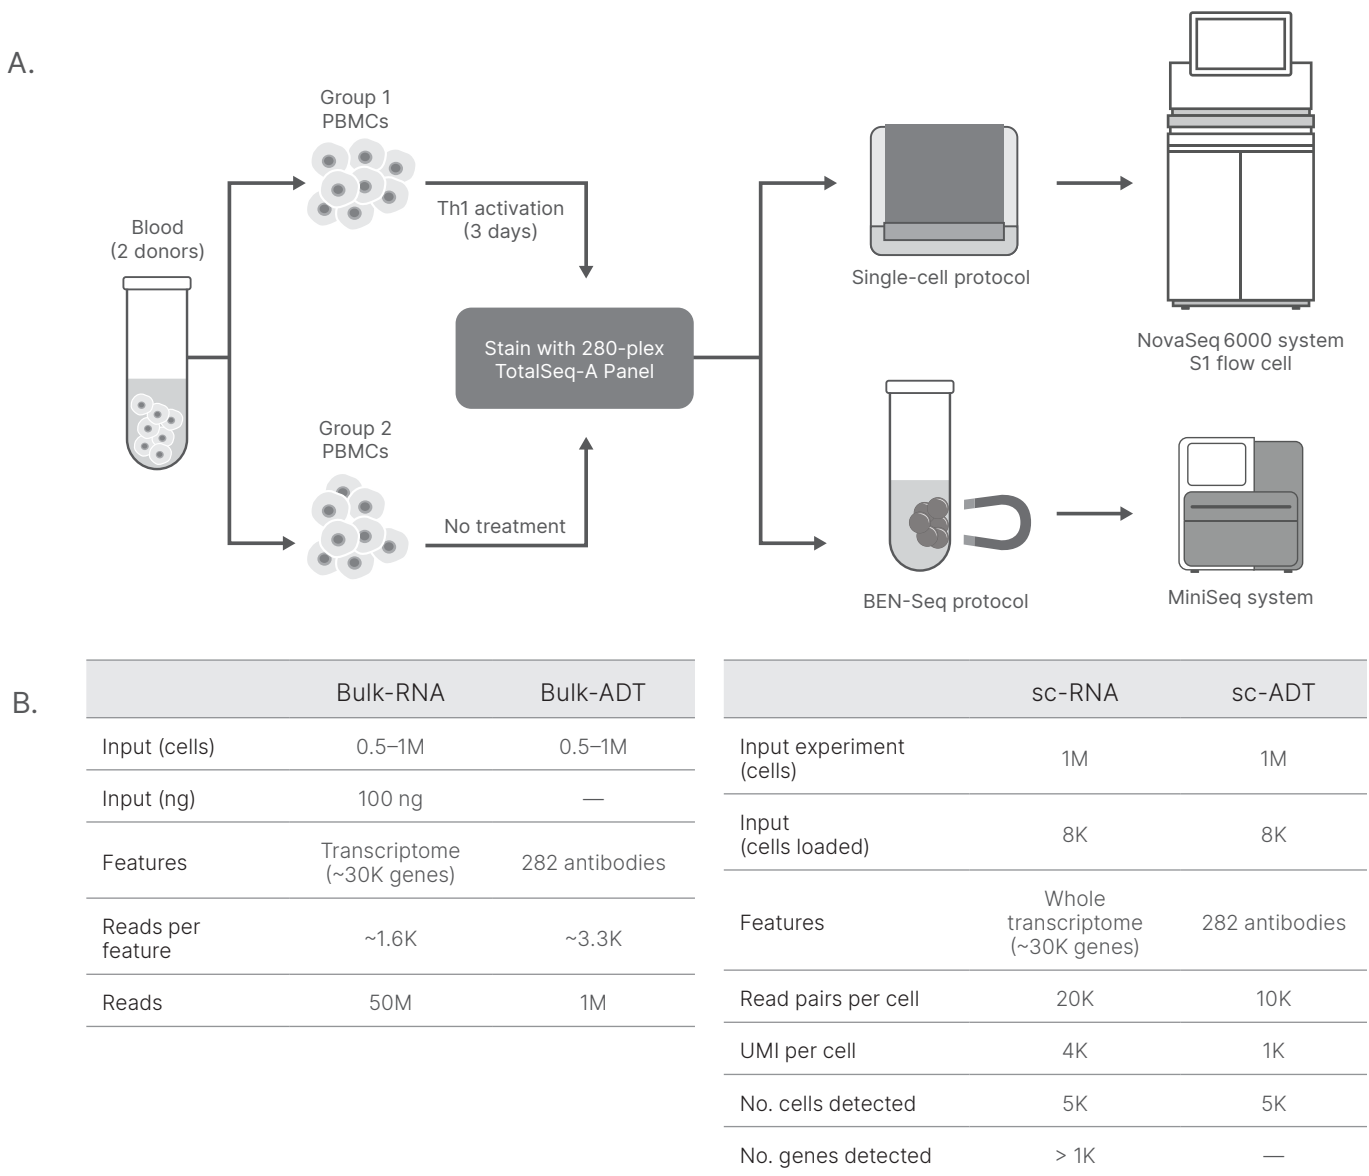 A.
Group 1
PBMCs
Blood
(2 donors)
Th1 activation
(3 days)
Stain with 280-plex
TotalSeq-A Panel
Group 2
PBMCs
No treatment
Single-cell protocol
NovaSeq 6000 system
S1 flow cell
BEN-Seq protocol
MiniSeq system
B.
Bulk-RNA Bulk-ADT
Input (cells) 0.5–1M 0.5–1M
Input (ng) 100 ng —
Features Transcriptome
(~30K genes) 282 antibodies
Reads per
feature ~1.6K ~3.3K
Reads 50M 1M
sc-RNA sc-ADT
Input experiment
(cells) 1M 1M
Input
(cells loaded) 8K 8K
Features Whole
transcriptome
(~30K genes) 282 antibodies
Read pairs per cell 20K 10K
UMI per cell 4K 1K
No. cells detected 5K 5K
No. genes detected > 1K —